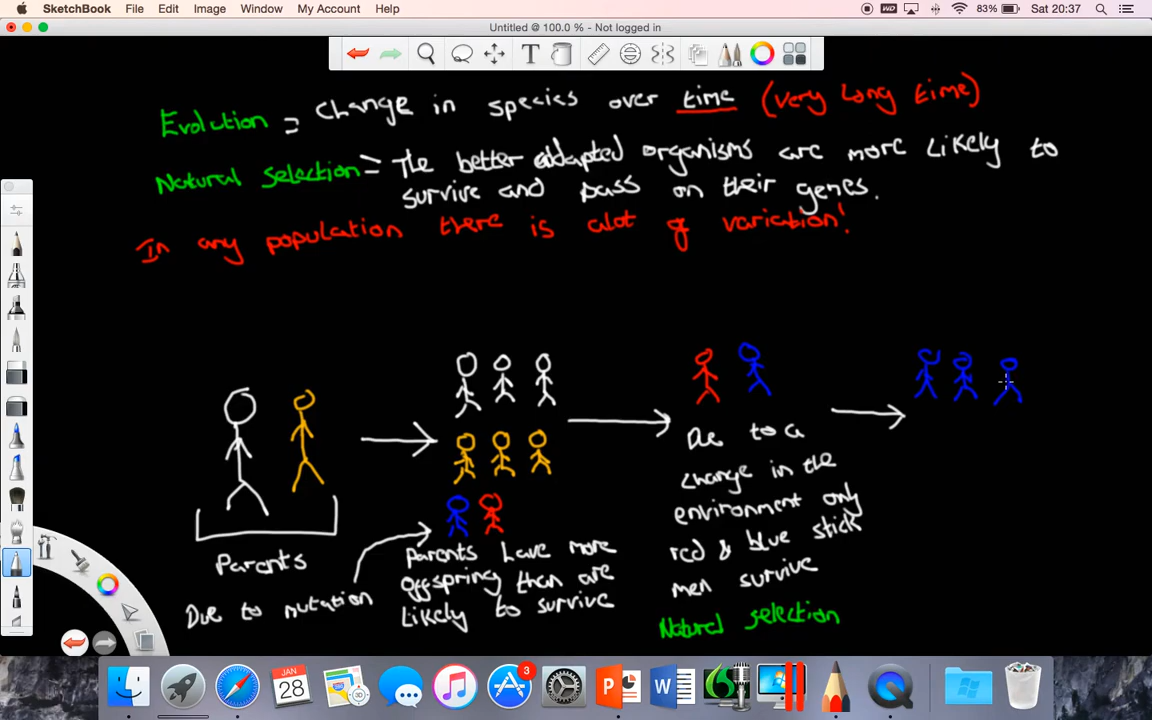 SketchBook File Edit Image Window My Account Help 83% Sat 20:37
Untitled @ 100.0 % - Not logged in
Evolution = Change in species over time (very long time)
Natural selection = The better adapted organisms are more likely to
survive and pass on their genes.
In any population there is alot of variation!
Parents
Due to mutation
Parents have more
offspring than are
likely to survive
Due to a
change in the
environment only
red & blue stick
men survive
Natural selection
JAN
28
3